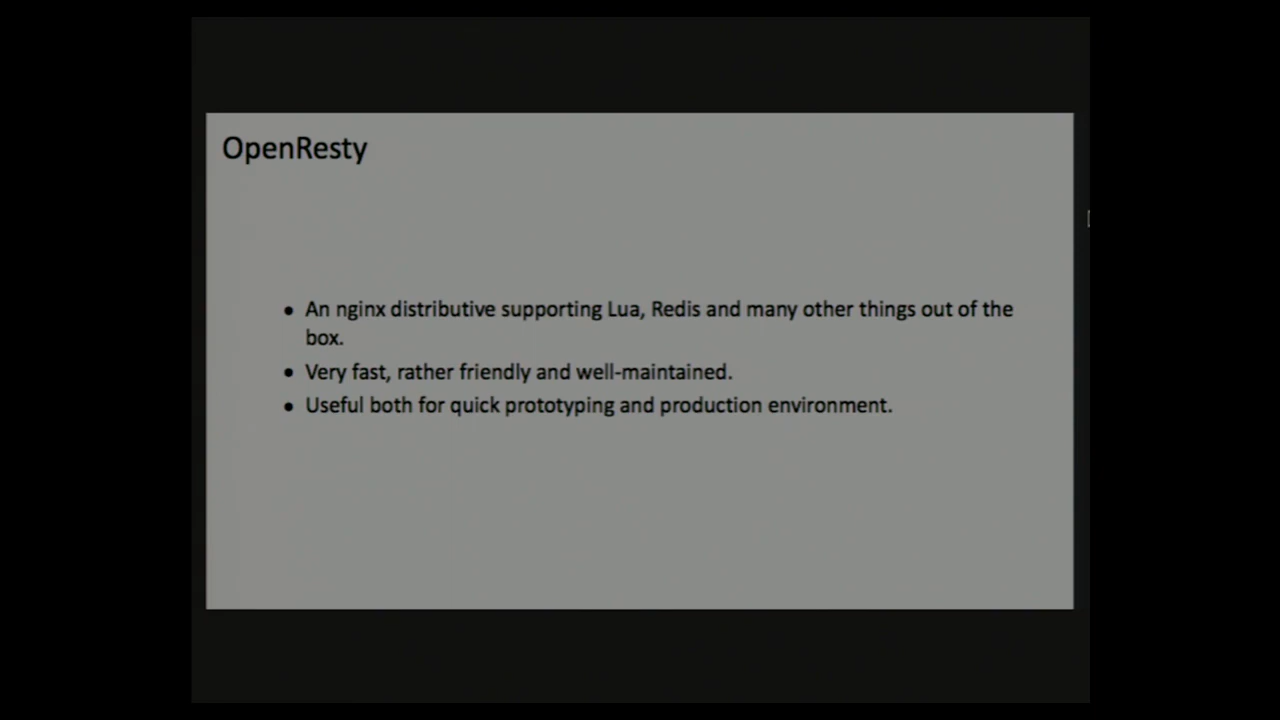 OpenResty
• An nginx distributive supporting Lua, Redis and many other things out of the
box.
• Very fast, rather friendly and well-maintained.
• Useful both for quick prototyping and production environment.